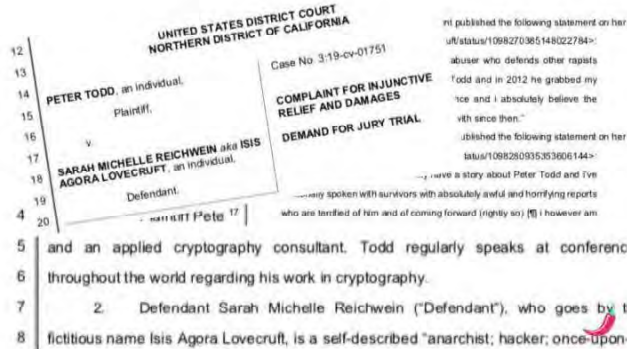 UNITED STATES DISTRICT COURT
NORTHERN DISTRICT OF CALIFORNIA
12
13
14 PETER TODD, an individual,
15 Plaintiff,
16 v.
17 SARAH MICHELLE REICHWEIN aka ISIS
18 AGORA LOVECRUFT, an individual,
19 Defendant.
20
Case No. 3:19-cv-01751
COMPLAINT FOR INJUNCTIVE
RELIEF AND DAMAGES
DEMAND FOR JURY TRIAL
nt published the following statement on her
uft/status/1098270385148022784>:
abuser who defends other rapists
Todd and in 2012 he grabbed my
nce and i absolutely believe the
vith since then."
ublished the following statement on her
tatus/1098280935353606144>
have a story about Peter Todd and I've
spoken with survivors with absolutely awful and horrifying reports
who are terrified of him and of coming forward (rightly so) [¶] i however am
4 Pete 17
5 and an applied cryptography consultant. Todd regularly speaks at conferenc
6 throughout the world regarding his work in cryptography.
7 2. Defendant Sarah Michelle Reichwein ("Defendant"), who goes by t
8 fictitious name Isis Agora Lovecruft, is a self-described "anarchist; hacker; once-upon-